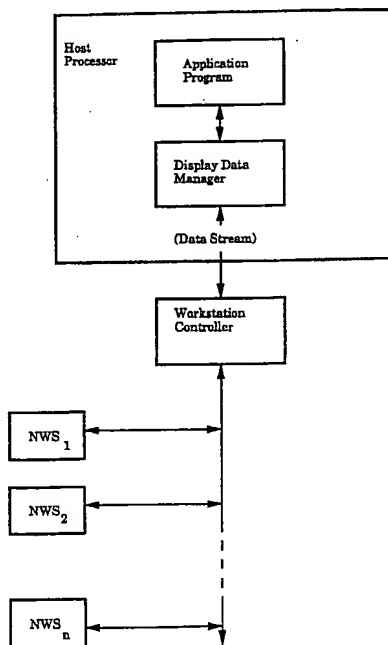 Host
Processor
Application
Program
Display Data
Manager
(Data Stream)
Workstation
Controller
NWS 1
NWS 2
NWS n